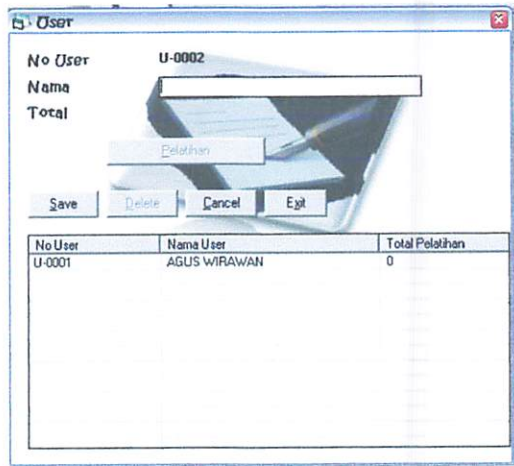 User
No User U-0002
Nama
Total
Pelatihan
Save Delete Cancel Exit
No User Nama User Total Pelatihan
U-0001 AGUS WIRAWAN 0